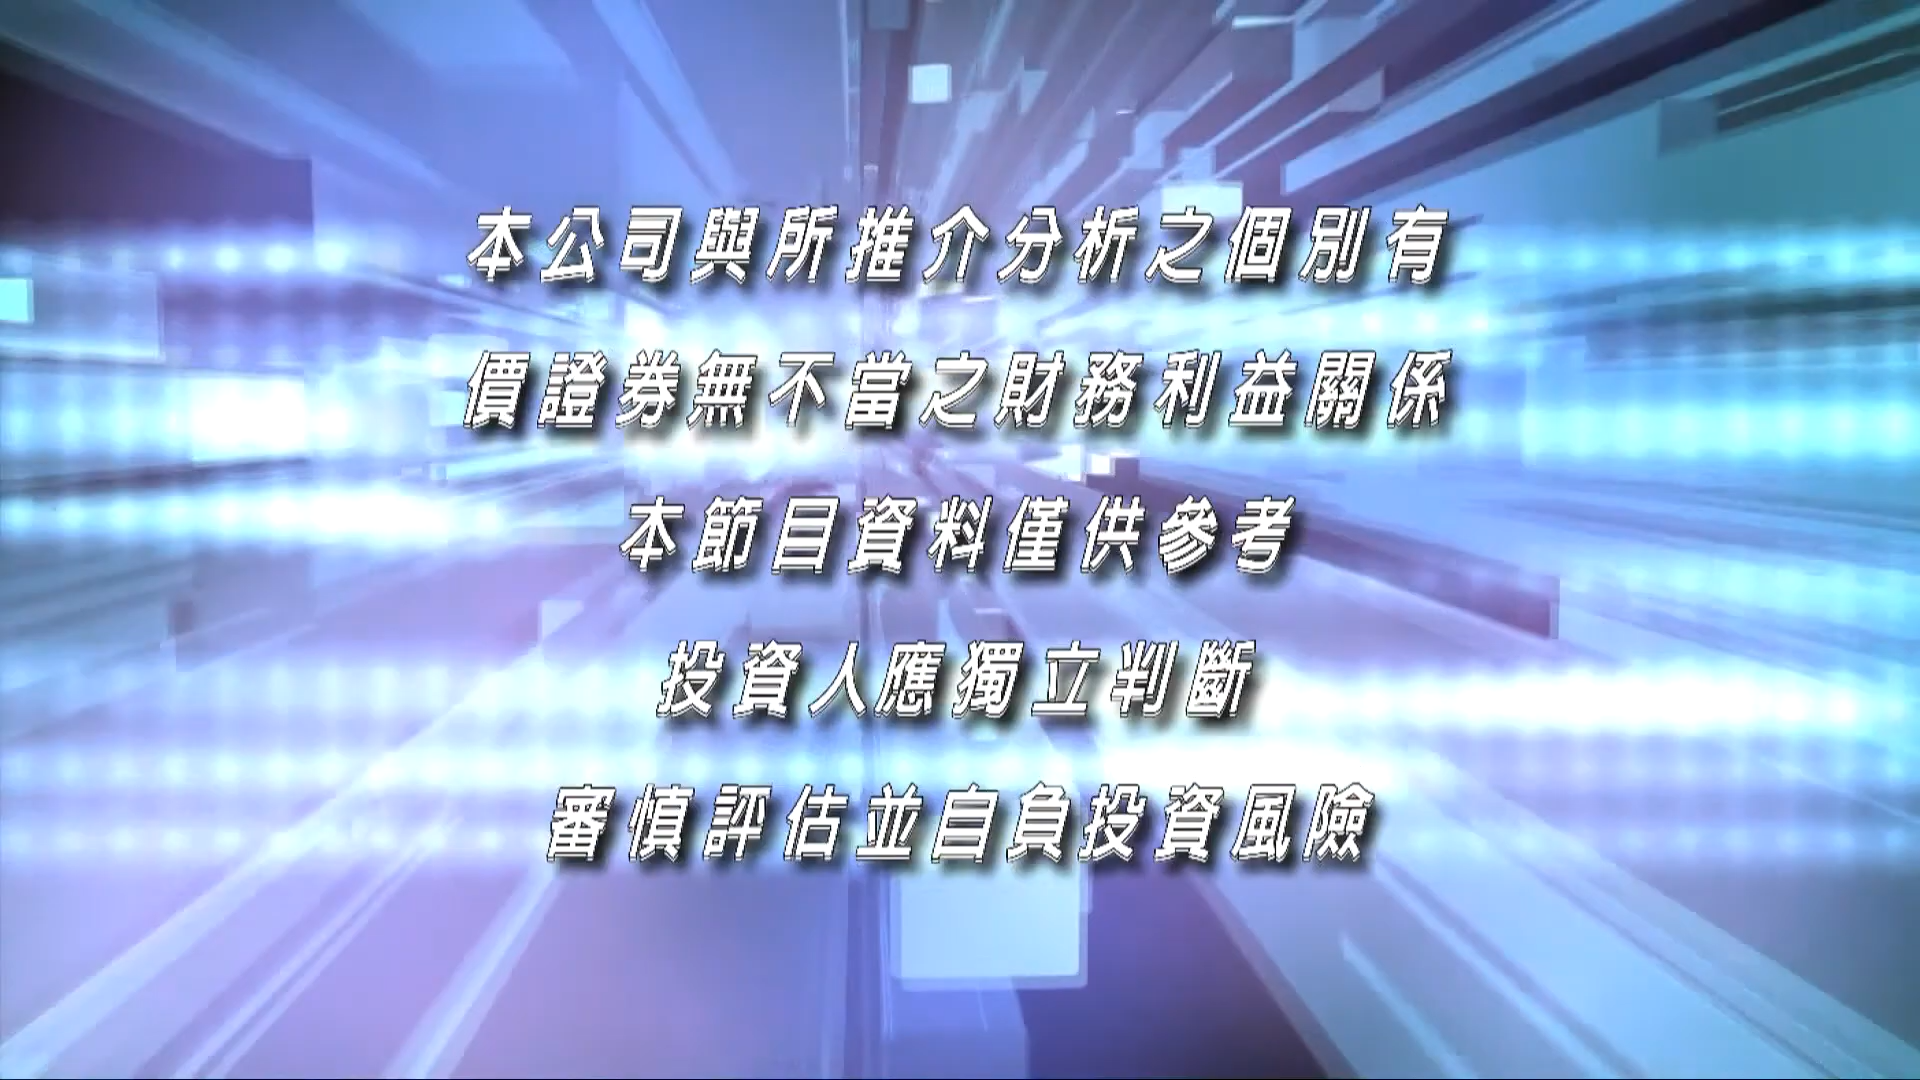 本公司與所推介分析之個別有
價證券無不當之財務利益關係
本節目資料僅供參考
投資人應獨立判斷
審慎評估並自負投資風險